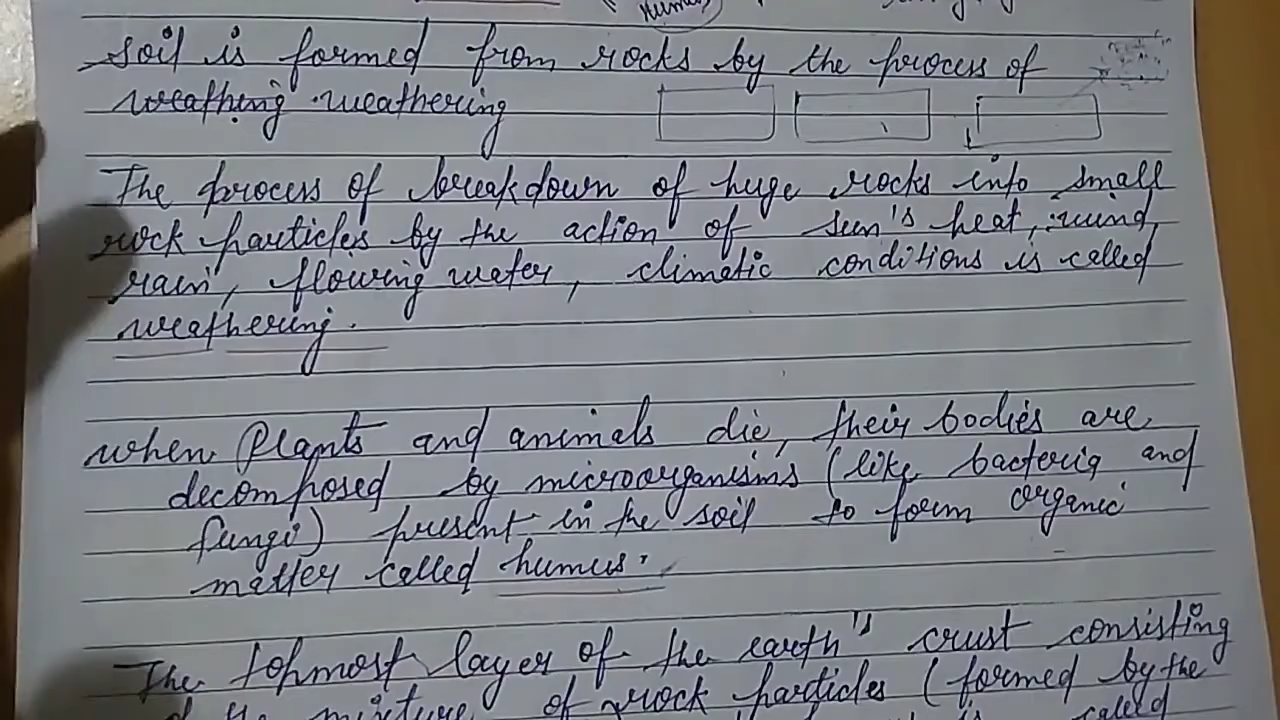 humus
soil is formed from rocks by the process of
weathing . weathering
The process of breakdown of huge rocks into small
rock particles by the action of sun's heat, wind,
rain, flowing water, climatic conditions is called
weathering.
when Plants and animals die, their bodies are
decomposed by microorganisms (like bacteria and
fungi) present in the soil to form organic
matter called humus.
The topmost layer of the earth's crust consisting
mixture of rock particles (formed by the
called